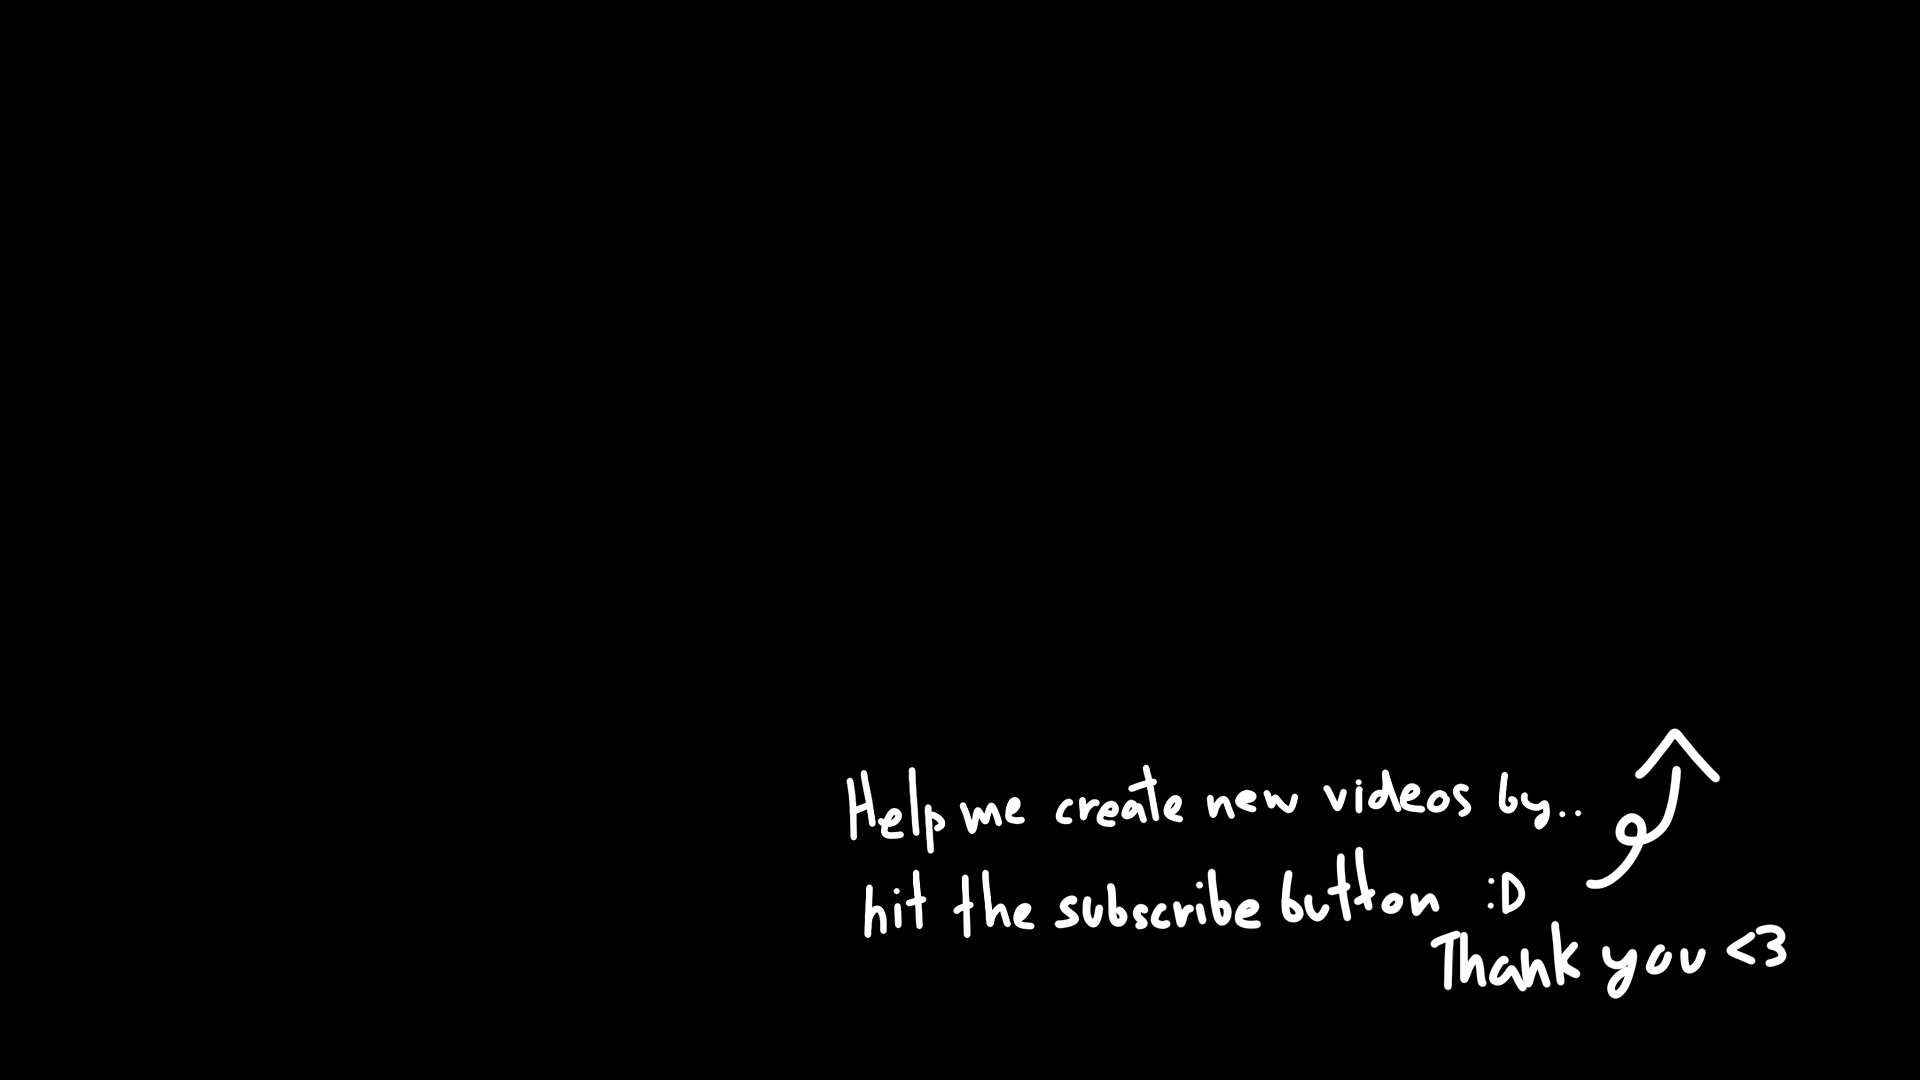 Help me create new videos by..
hit the subscribe button :D
Thank you <3